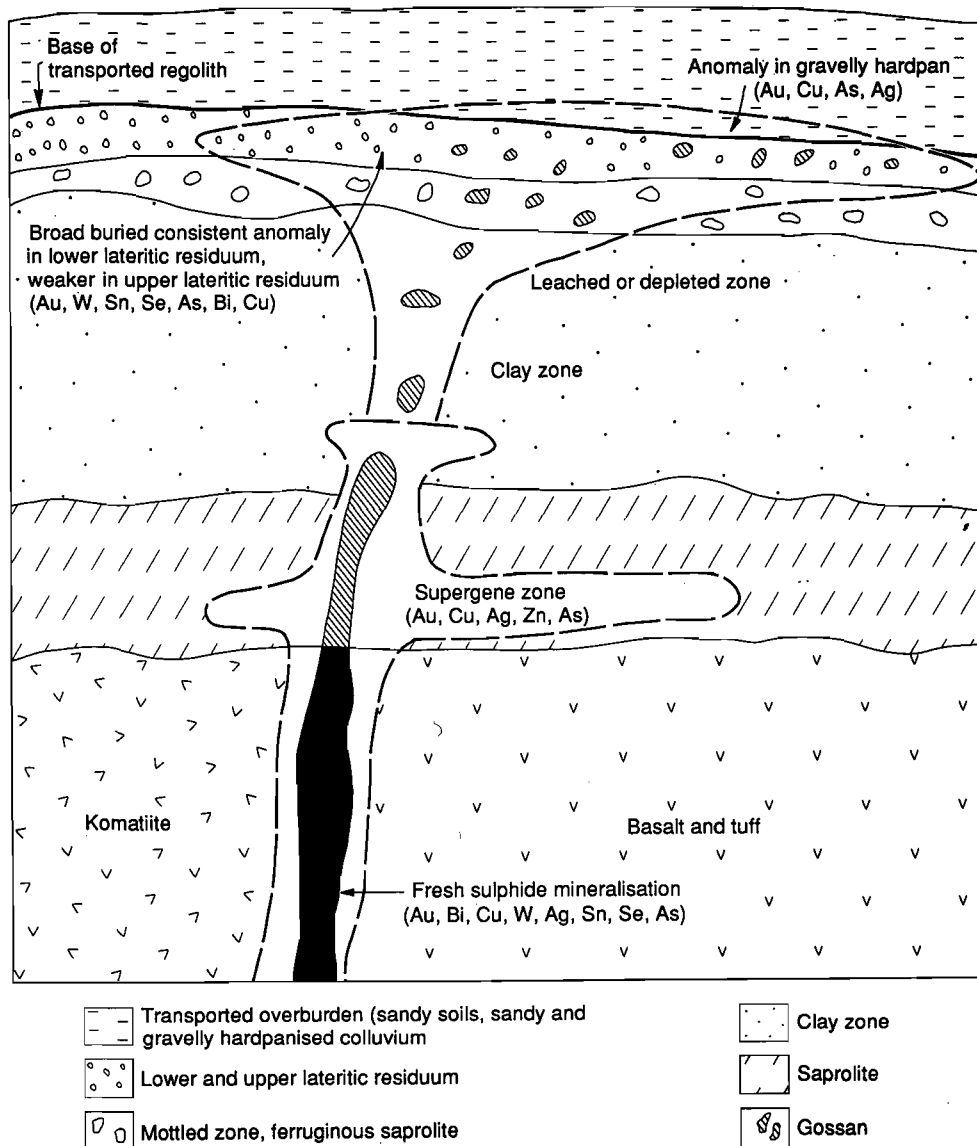 Base of
transported regolith
Anomaly in gravelly hardpan
(Au, Cu, As, Ag)
Broad buried consistent anomaly
in lower lateritic residuum,
weaker in upper lateritic residuum
(Au, W, Sn, Se, As, Bi, Cu)
Leached or depleted zone
Clay zone
Supergene zone
(Au, Cu, Ag, Zn, As)
Komatiite
Basalt and tuff
Fresh sulphide mineralisation
(Au, Bi, Cu, W, Ag, Sn, Se, As)
Transported overburden (sandy soils, sandy and
gravelly hardpanised colluvium
Lower and upper lateritic residuum
Mottled zone, ferruginous saprolite
Clay zone
Saprolite
Gossan